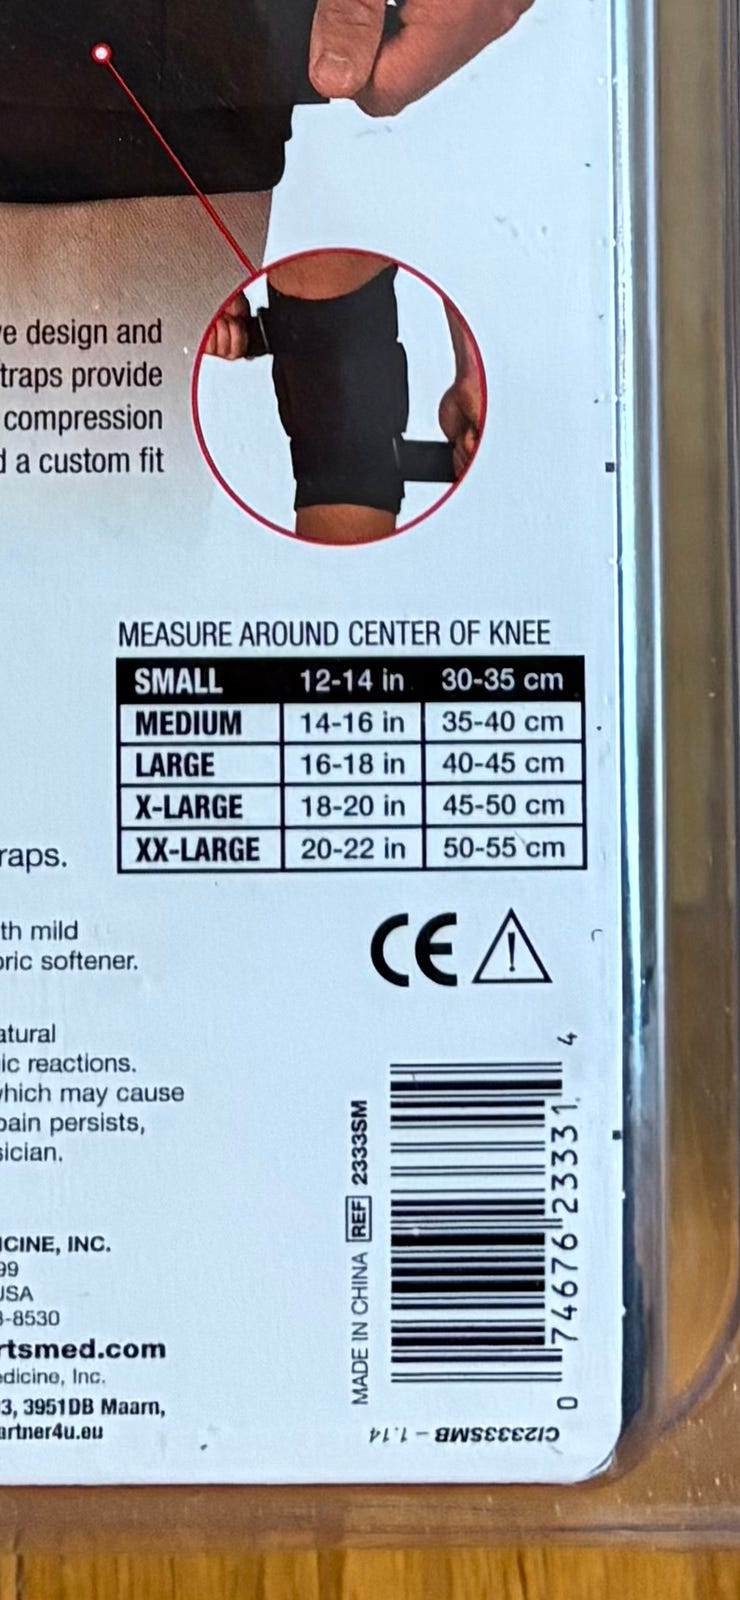 e design and
traps provide
compression
a custom fit
MEASURE AROUND CENTER OF KNEE
SMALL 12-14 in 30-35 cm
MEDIUM 14-16 in 35-40 cm
LARGE 16-18 in 40-45 cm
X-LARGE 18-20 in 45-50 cm
XX-LARGE 20-22 in 50-55 cm
raps.
th mild
ric softener.
atural
ic reactions.
which may cause
pain persists,
sician.
CINE, INC.
99
USA
-8530
rtsmed.com
edicine, Inc.
3, 3951DB Maarn,
artner4u.eu
CE
MADE IN CHINA REF 2333SM
0 74676 23331 4
CI2333SMB – 1.14